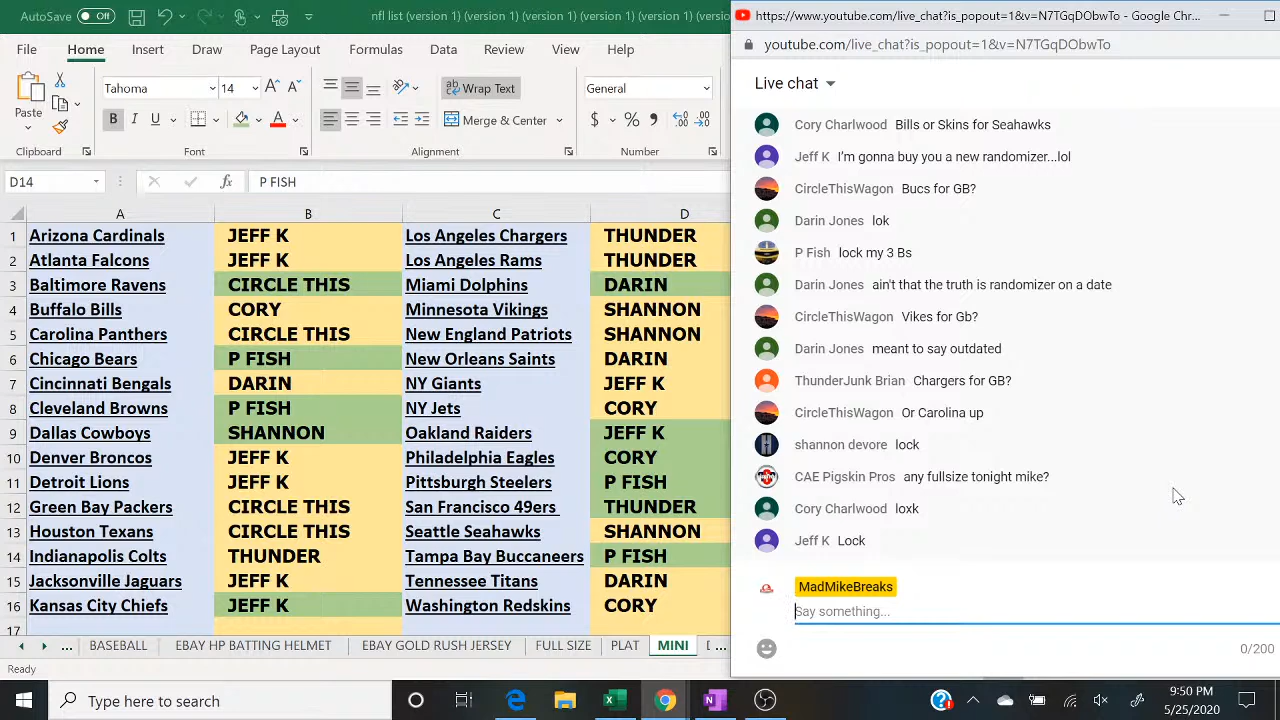 AutoSave Off nfl list (version 1) (version 1) (version 1) (version 1) (version 1)
https://www.youtube.com/live_chat?is_popout=1&v=N7TGqDObwTo - Google Chr...
youtube.com/live_chat?is_popout=1&v=N7TGqDObwTo
File Home Insert Draw Page Layout Formulas Data Review View Help
Paste
Tahoma 14
Wrap Text
General
B I U
Merge & Center
$ %
Clipboard Font Alignment Number
D14 fx P FISH
A B C D
1 Arizona Cardinals JEFF K Los Angeles Chargers THUNDER
2 Atlanta Falcons JEFF K Los Angeles Rams THUNDER
3 Baltimore Ravens CIRCLE THIS Miami Dolphins DARIN
4 Buffalo Bills CORY Minnesota Vikings SHANNON
5 Carolina Panthers CIRCLE THIS New England Patriots SHANNON
6 Chicago Bears P FISH New Orleans Saints DARIN
7 Cincinnati Bengals DARIN NY Giants JEFF K
8 Cleveland Browns P FISH NY Jets CORY
9 Dallas Cowboys SHANNON Oakland Raiders JEFF K
10 Denver Broncos JEFF K Philadelphia Eagles CORY
11 Detroit Lions JEFF K Pittsburgh Steelers P FISH
12 Green Bay Packers CIRCLE THIS San Francisco 49ers THUNDER
13 Houston Texans CIRCLE THIS Seattle Seahawks SHANNON
14 Indianapolis Colts THUNDER Tampa Bay Buccaneers P FISH
15 Jacksonville Jaguars JEFF K Tennessee Titans DARIN
16 Kansas City Chiefs JEFF K Washington Redskins CORY
17
... BASEBALL EBAY HP BATTING HELMET EBAY GOLD RUSH JERSEY FULL SIZE PLAT MINI ...
Ready
Live chat
Cory Charlwood Bills or Skins for Seahawks
Jeff K I'm gonna buy you a new randomizer...lol
CircleThisWagon Bucs for GB?
Darin Jones lok
P Fish lock my 3 Bs
Darin Jones ain't that the truth is randomizer on a date
CircleThisWagon Vikes for Gb?
Darin Jones meant to say outdated
ThunderJunk Brian Chargers for GB?
CircleThisWagon Or Carolina up
shannon devore lock
CAE Pigskin Pros any fullsize tonight mike?
Cory Charlwood loxk
Jeff K Lock
MadMikeBreaks
Say something...
0/200
Type here to search
9:50 PM
5/25/2020